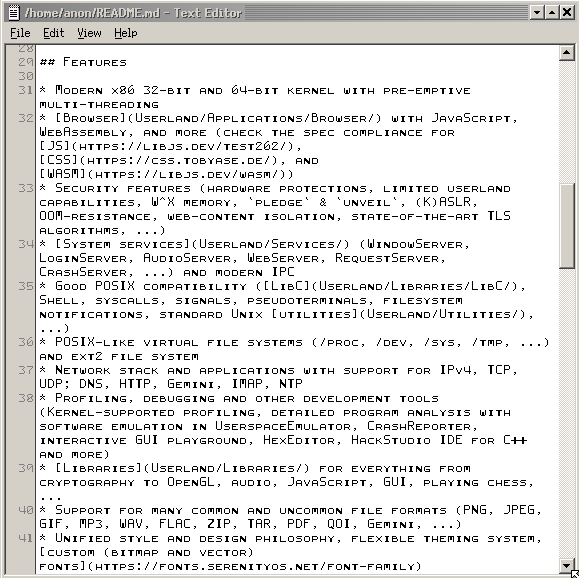 /home/anon/README.md - Text Editor
File Edit View Help
28
29 ## Features
30
31 * Modern x86 32-bit and 64-bit kernel with pre-emptive
multi-threading
32 * [Browser](Userland/Applications/Browser/) with JavaScript,
WebAssembly, and more (check the spec compliance for
[JS](https://libjs.dev/test262/),
[CSS](https://css.tobyase.de/), and
[WASM](https://libjs.dev/wasm/))
33 * Security features (hardware protections, limited userland
capabilities, W^X memory, `pledge` & `unveil`, (K)ASLR,
OOM-resistance, web-content isolation, state-of-the-art TLS
algorithms, ...)
34 * [System services](Userland/Services/) (WindowServer,
LoginServer, AudioServer, WebServer, RequestServer,
CrashServer, ...) and modern IPC
35 * Good POSIX compatibility ([LibC](Userland/Libraries/LibC/),
Shell, syscalls, signals, pseudoterminals, filesystem
notifications, standard Unix [utilities](Userland/Utilities/),
...)
36 * POSIX-like virtual file systems (/proc, /dev, /sys, /tmp, ...)
and ext2 file system
37 * Network stack and applications with support for IPv4, TCP,
UDP; DNS, HTTP, Gemini, IMAP, NTP
38 * Profiling, debugging and other development tools
(Kernel-supported profiling, detailed program analysis with
software emulation in UserspaceEmulator, CrashReporter,
interactive GUI playground, HexEditor, HackStudio IDE for C++
and more)
39 * [Libraries](Userland/Libraries/) for everything from
cryptography to OpenGL, audio, JavaScript, GUI, playing chess,
...
40 * Support for many common and uncommon file formats (PNG, JPEG,
GIF, MP3, WAV, FLAC, ZIP, TAR, PDF, QOI, Gemini, ...)
41 * Unified style and design philosophy, flexible theming system,
[custom (bitmap and vector)
fonts](https://fonts.serenityos.net/font-family)